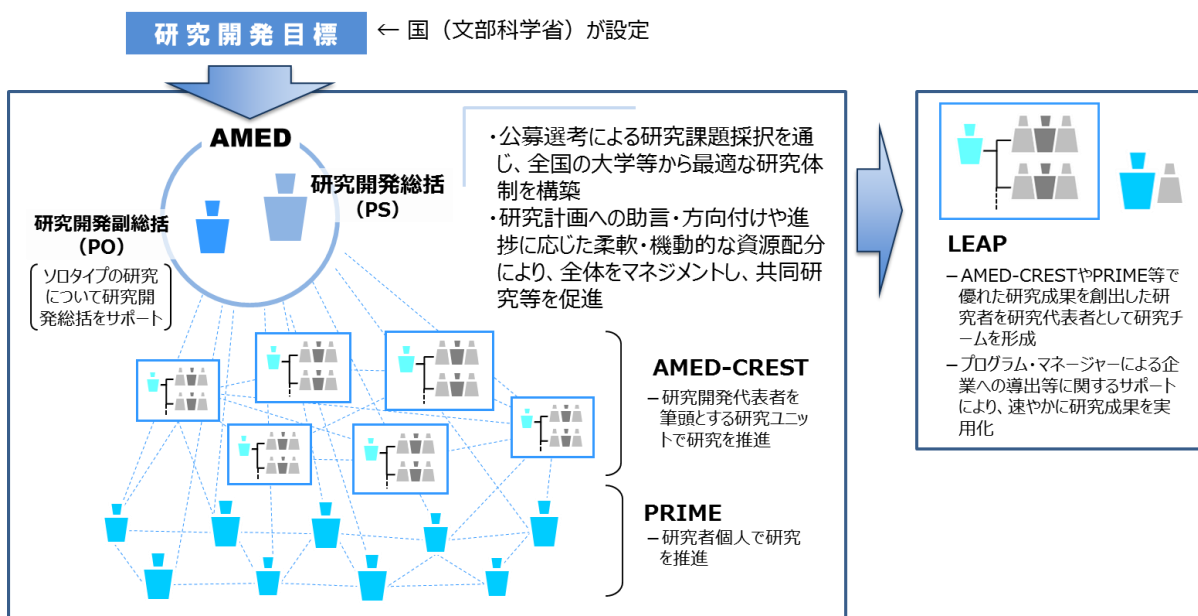 研究開発目標
← 国（文部科学省）が設定
AMED
研究開発総括
（PS）
研究開発副総括
（PO）
ソロタイプの研究
について研究開
発総括をサポート
・公募選考による研究課題採択を通
じ、全国の大学等から最適な研究体
制を構築
・研究計画への助言・方向付けや進
捗に応じた柔軟・機動的な資源配分
により、全体をマネジメントし、共同研
究等を促進
AMED-CREST
－研究開発代表者を
筆頭とする研究ユニッ
トで研究を推進
PRIME
－研究者個人で研究
を推進
LEAP
－AMED-CRESTやPRIME等で
優れた研究成果を創出した研
究者を研究代表者として研究チ
ームを形成
－プログラム・マネージャーによる企
業への導出等に関するサポート
により、速やかに研究成果を実
用化